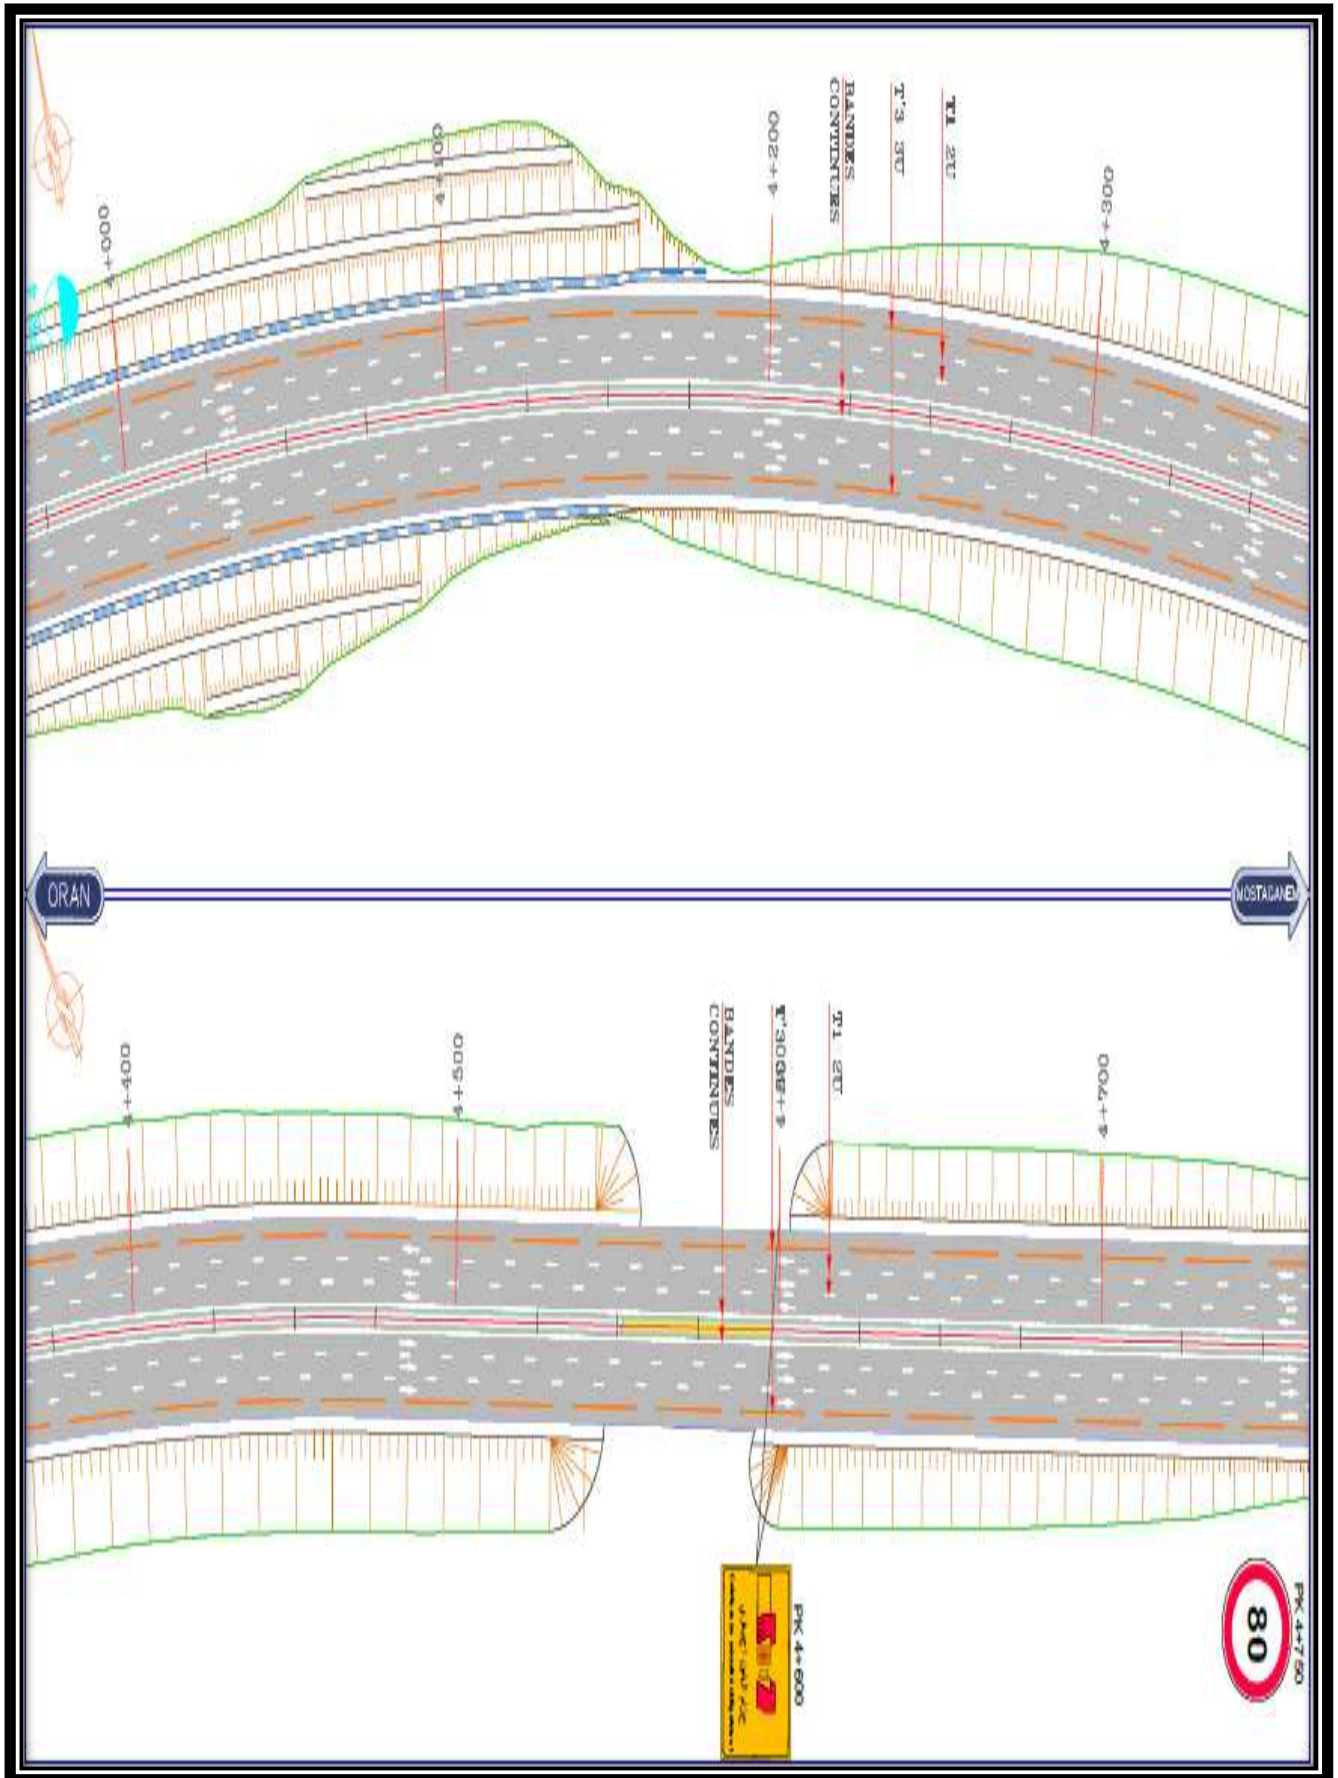 4+000
4+100
4+200
BANDES
CONTINUES
T'3 3U
T1 2U
4+300
ORAN
MOSTAGANEM
4+400
4+500
BANDES
CONTINUES
T1 2U
4+700
PK 4+600
80
PK 4+750